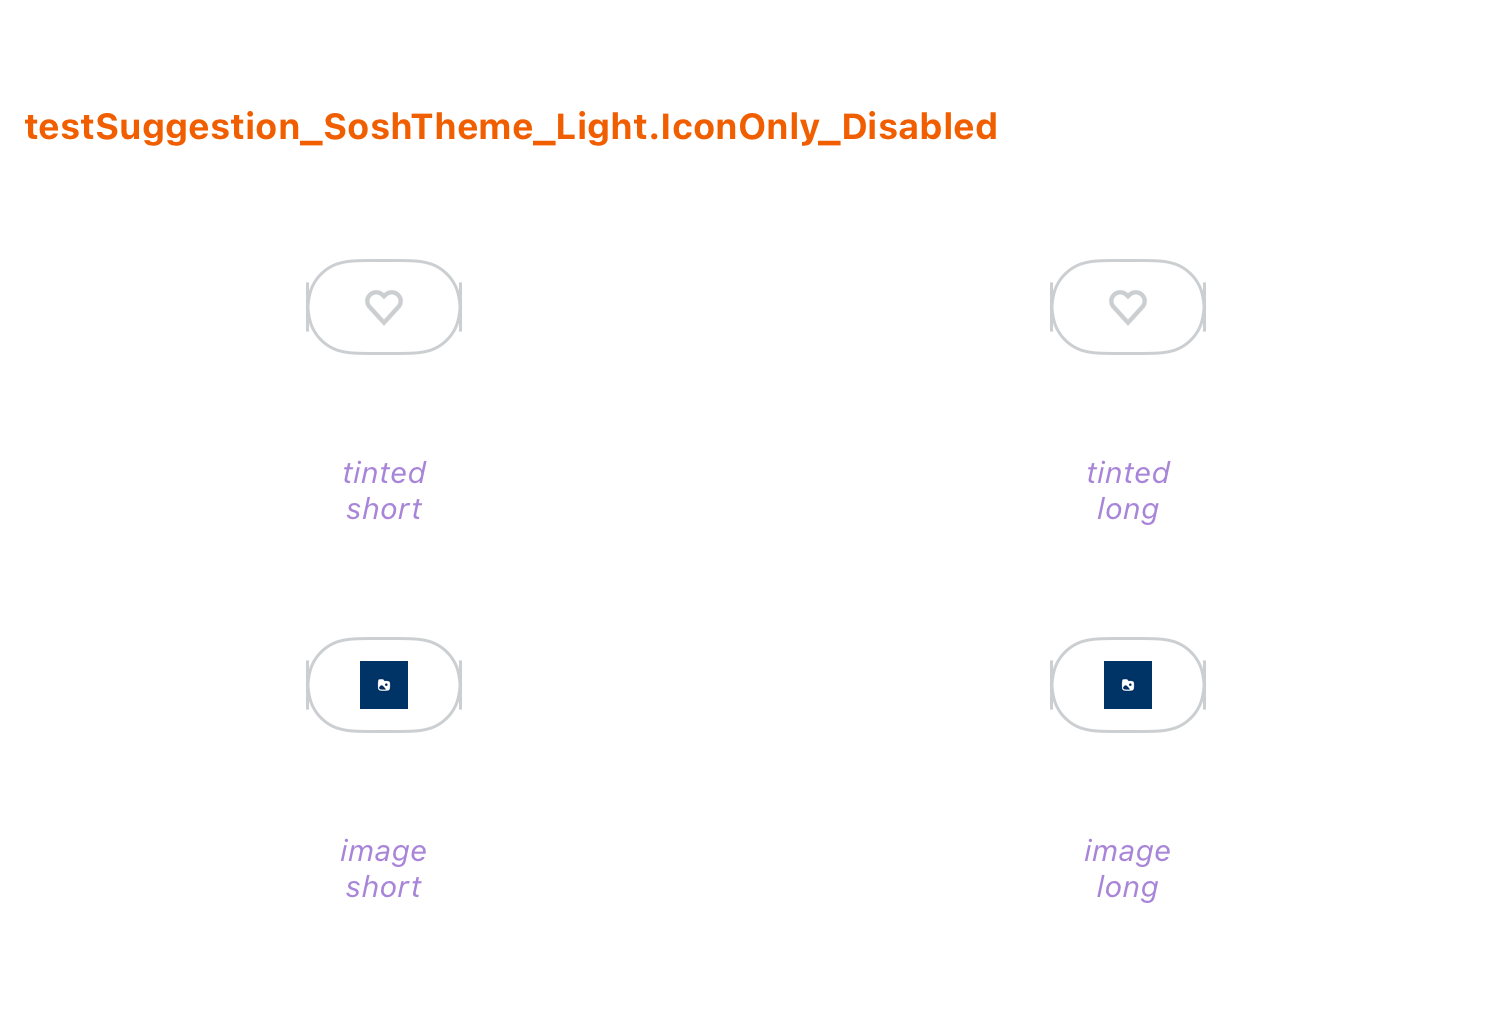 testSuggestion_SoshTheme_Light.IconOnly_Disabled
tinted
short
tinted
long
image
short
image
long